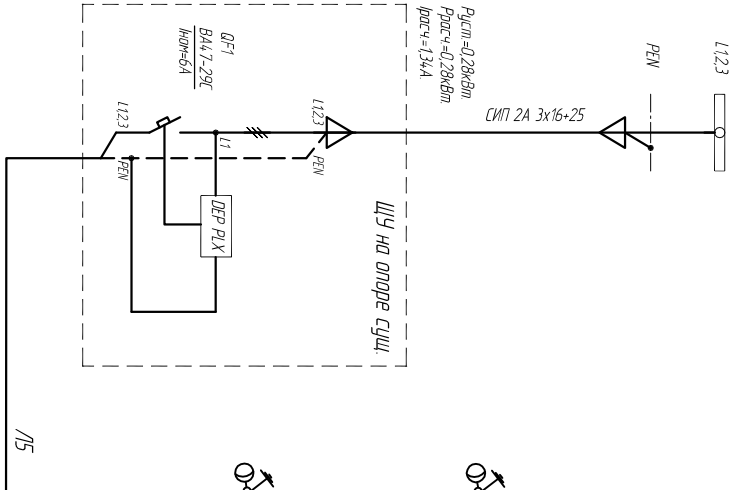 L1,2,3
PEN
СИП 2А 3х16+25
Руст.=0,28кВт.
Ррасч.=0,28кВт.
Iрасч.=1,34А.
QF1
ВА47-29С
Iном=6А
L1,2,3
PEN
L1,2,3
L1
PEN
DEP PLX
ЩУ на опоре сущ.
Л5